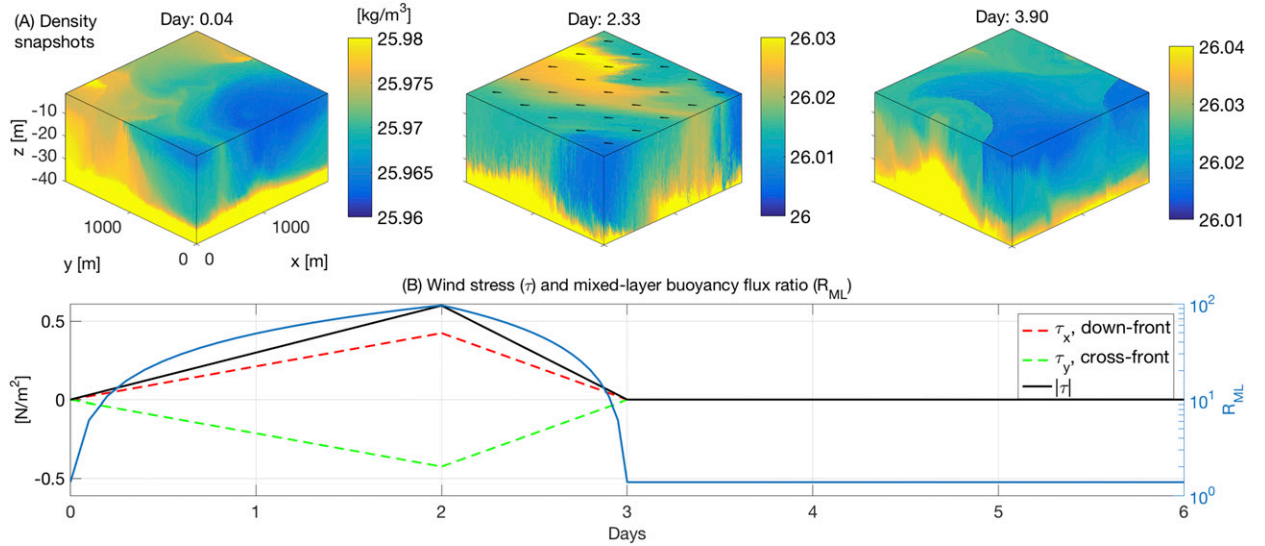 (A) Density
snapshots
Day: 0.04
[kg/m³]
Day: 2.33
Day: 3.90
25.98
25.975
25.97
25.965
25.96
26.03
26.02
26.01
26
26.04
26.03
26.02
26.01
z [m]
-10
-20
-30
-40
1000
1000
y [m]
0
0
x [m]
(B) Wind stress (τ) and mixed-layer buoyancy flux ratio (R_ML)
[N/m²]
0.5
0
-0.5
τ_x, down-front
τ_y, cross-front
|τ|
10²
10¹
10⁰
R_ML
0 1 2 3 4 5 6
Days